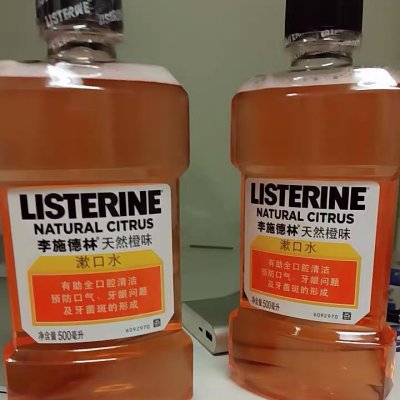 LISTERINE
LISTERINE
NATURAL CITRUS
李施德林® 天然橙味
漱口水
有助全口腔清洁
预防口气、牙龈问题
及牙菌斑的形成
6092970
净含量 500毫升
LISTERINE
LISTERINE
NATURAL CITRUS
李施德林® 天然橙味
漱口水
有助全口腔清洁
预防口气、牙龈问题
及牙菌斑的形成
6092970
净含量500毫升